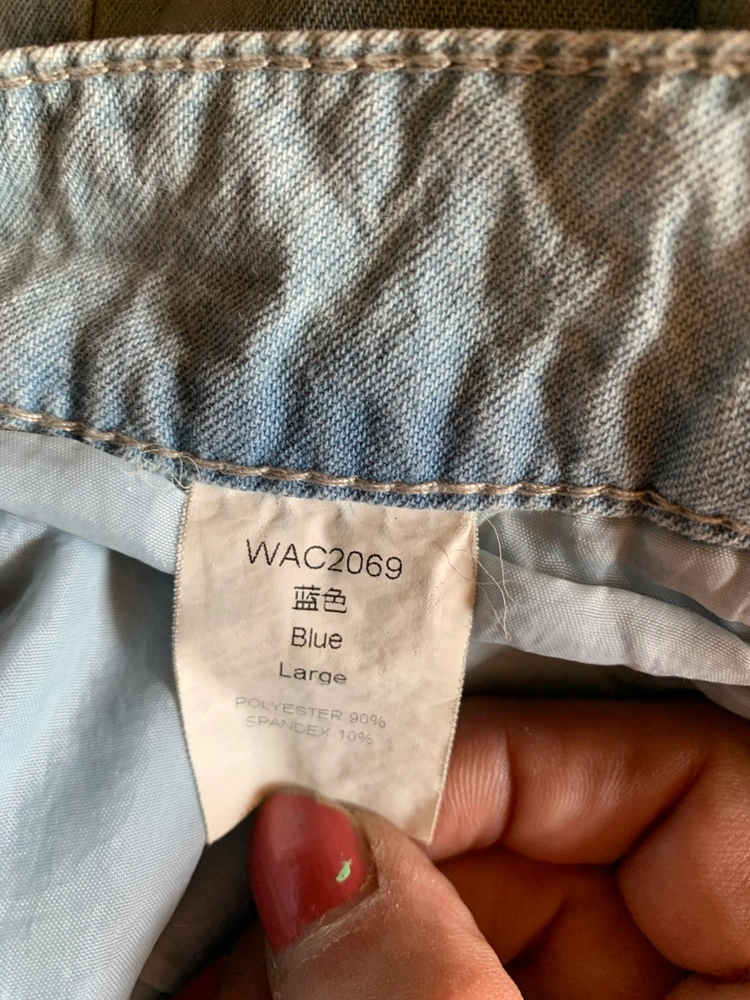 WAC2069
蓝色
Blue
Large
POLYESTER 90%
SPANDEX 10%